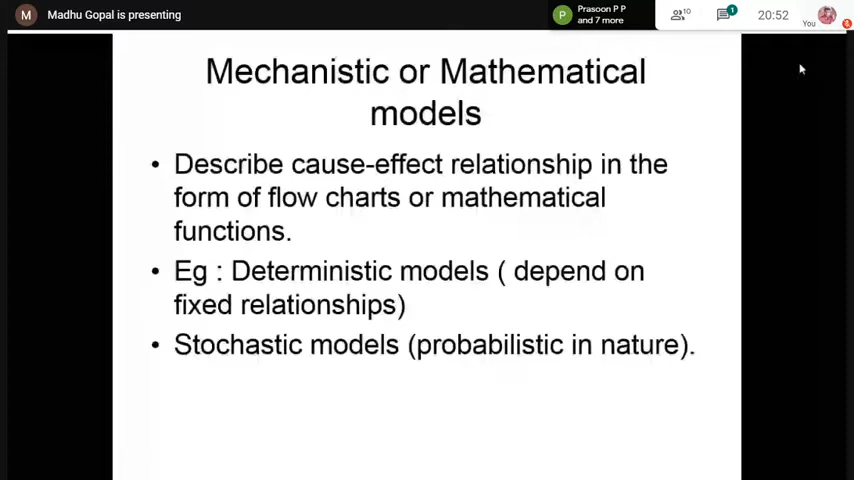 M Madhu Gopal is presenting
P Prasoon P P
and 7 more
10
1
20:52
You
Mechanistic or Mathematical
models
• Describe cause-effect relationship in the
form of flow charts or mathematical
functions.
• Eg : Deterministic models ( depend on
fixed relationships)
• Stochastic models (probabilistic in nature).